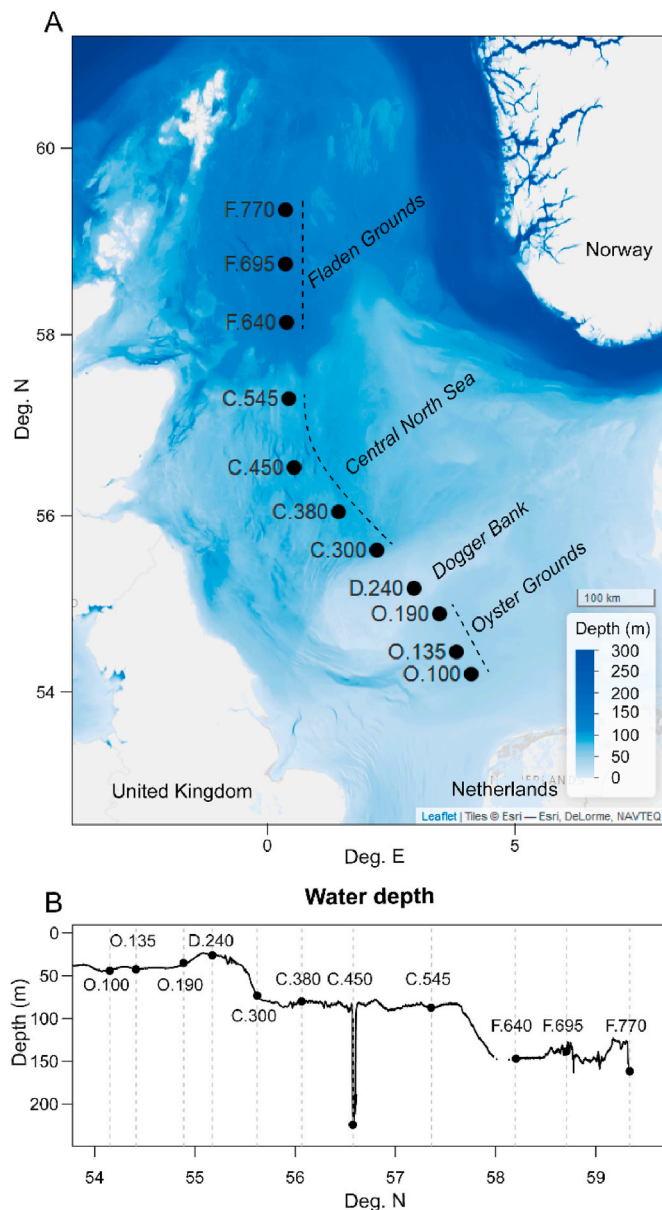 A
60
58
56
54
Deg. N
0
5
Deg. E
F.770
F.695
F.640
Fladen Grounds
Norway
C.545
C.450
C.380
C.300
Central North Sea
D.240
Dogger Bank
O.190
O.135
O.100
Oyster Grounds
100 km
Depth (m)
300
250
200
150
100
50
0
United Kingdom
Netherlands
Leaflet | Tiles © Esri — Esri, DeLorme, NAVTEQ
B
Water depth
0
50
100
150
200
Depth (m)
O.135
D.240
O.100
O.190
C.300
C.380
C.450
C.545
F.640
F.695
F.770
54
55
56
57
58
59
Deg. N